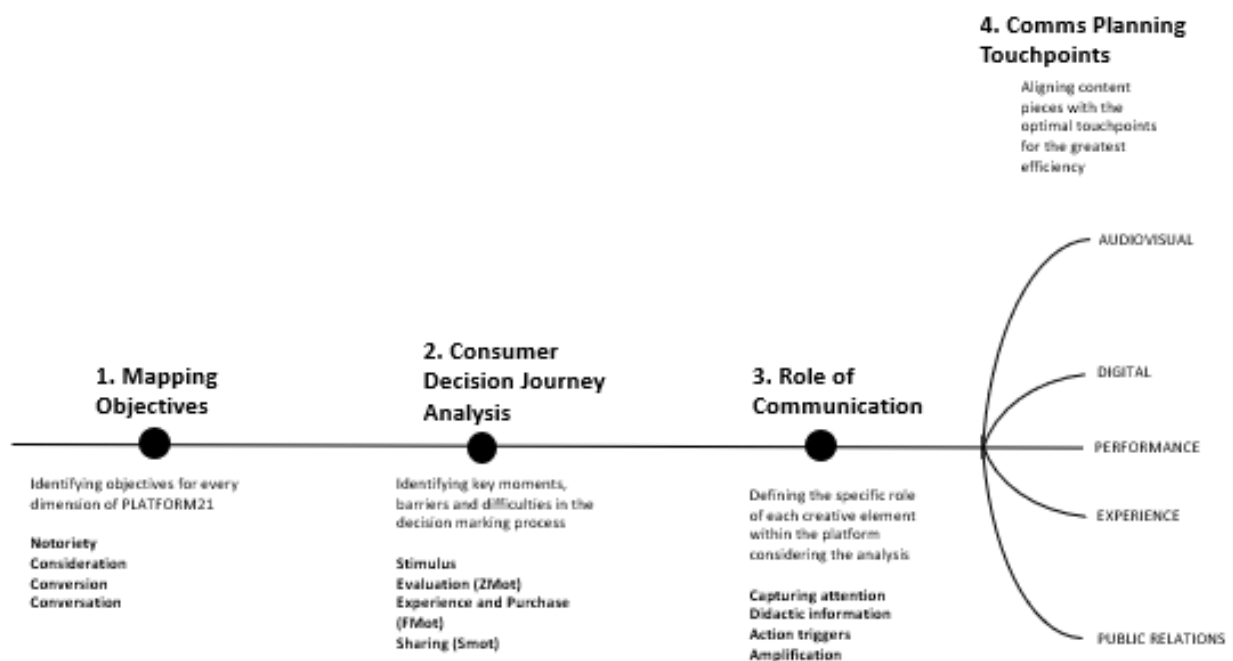 4. Comms Planning
Touchpoints
Aligning content
pieces with the
optimal touchpoints
for the greatest
efficiency
AUDIOVISUAL
DIGITAL
PERFORMANCE
EXPERIENCE
PUBLIC RELATIONS
1. Mapping
Objectives
Identifying objectives for every
dimension of PLATFORM21
Notoriety
Consideration
Conversion
Conversation
2. Consumer
Decision Journey
Analysis
Identifying key moments,
barriers and difficulties in the
decision marking process
Stimulus
Evaluation (ZMot)
Experience and Purchase
(FMot)
Sharing (Smot)
3. Role of
Communication
Defining the specific role
of each creative element
within the platform
considering the analysis
Capturing attention
Didactic information
Action triggers
Amplification